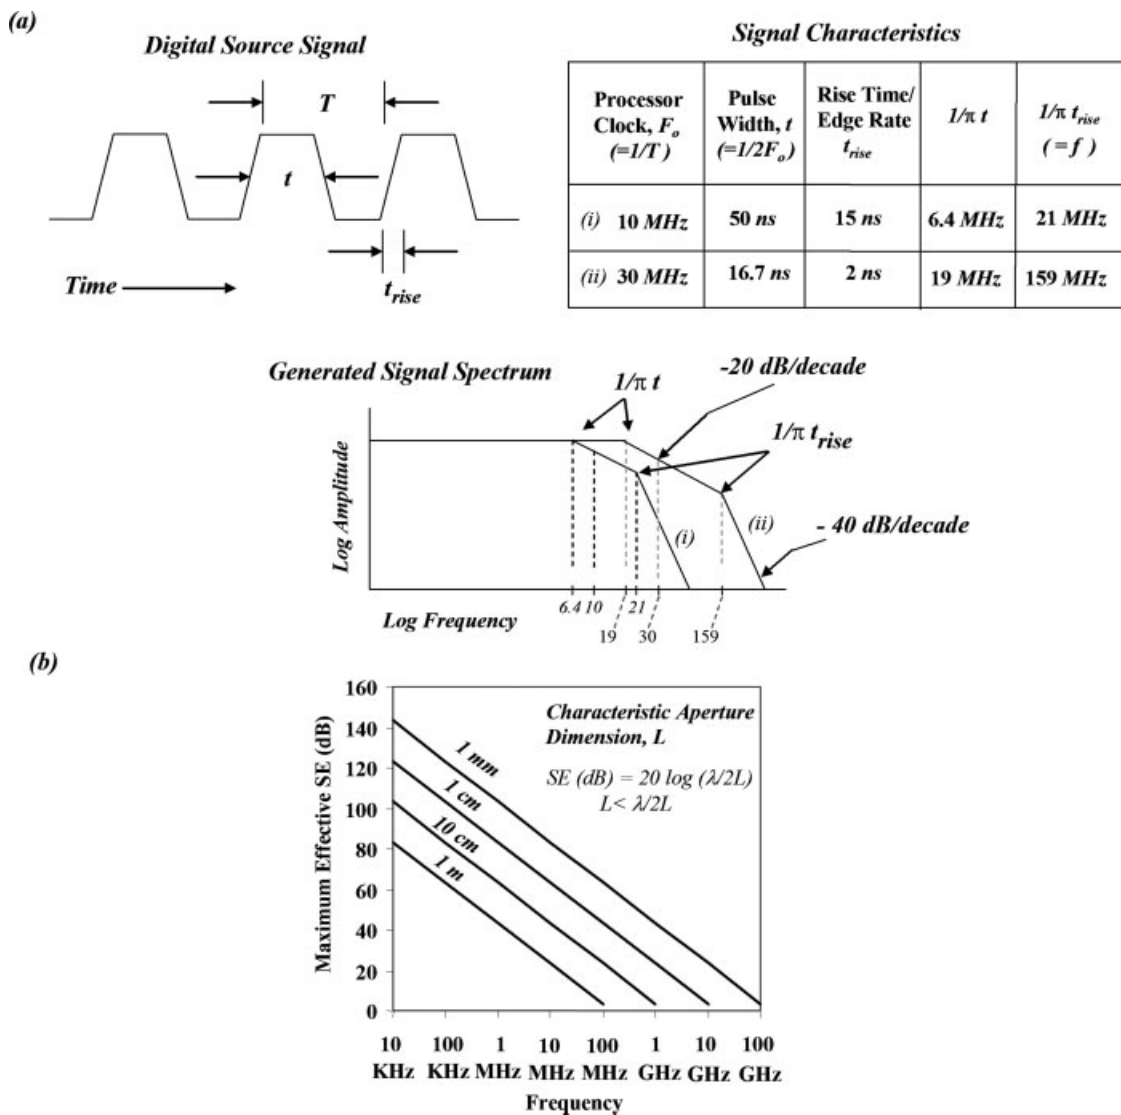 (a)
Digital Source Signal
T
t
Time
t_rise
Signal Characteristics
Processor Clock, F_o (=1/T )
Pulse Width, t (=1/2F_o)
Rise Time/ Edge Rate t_rise
1/π t
1/π t_rise ( = f )
(i) 10 MHz 50 ns 15 ns 6.4 MHz 21 MHz
(ii) 30 MHz 16.7 ns 2 ns 19 MHz 159 MHz
Generated Signal Spectrum
1/π t
-20 dB/decade
1/π t_rise
Log Amplitude
(i)
(ii)
- 40 dB/decade
6.4 10 21
19 30 159
Log Frequency
(b)
Maximum Effective SE (dB)
160
140
120
100
80
60
40
20
0
Characteristic Aperture
Dimension, L
SE (dB) = 20 log (λ/2L)
L< λ/2L
1 mm
1 cm
10 cm
1 m
10 KHz
100 KHz
1 MHz
10 MHz
100 MHz
1 GHz
10 GHz
100 GHz
Frequency